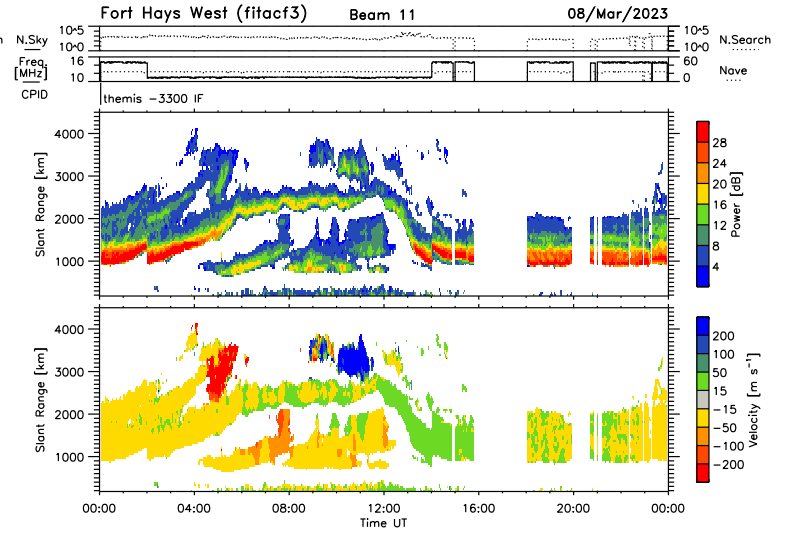 Fort Hays West (fitacf3) Beam 11 08/Mar/2023
N.Sky 10^5 10^0 10^5 10^0 N.Search
Freq. [MHz] 16 10 60 0 Nave
CPID themis -3300 IF
Slant Range [km]
4000
3000
2000
1000
28
24
20
16
12
8
4
Power [dB]
Slant Range [km]
4000
3000
2000
1000
200
100
50
15
-15
-50
-100
-200
Velocity [m s⁻¹]
00:00 04:00 08:00 12:00 16:00 20:00 00:00
Time UT